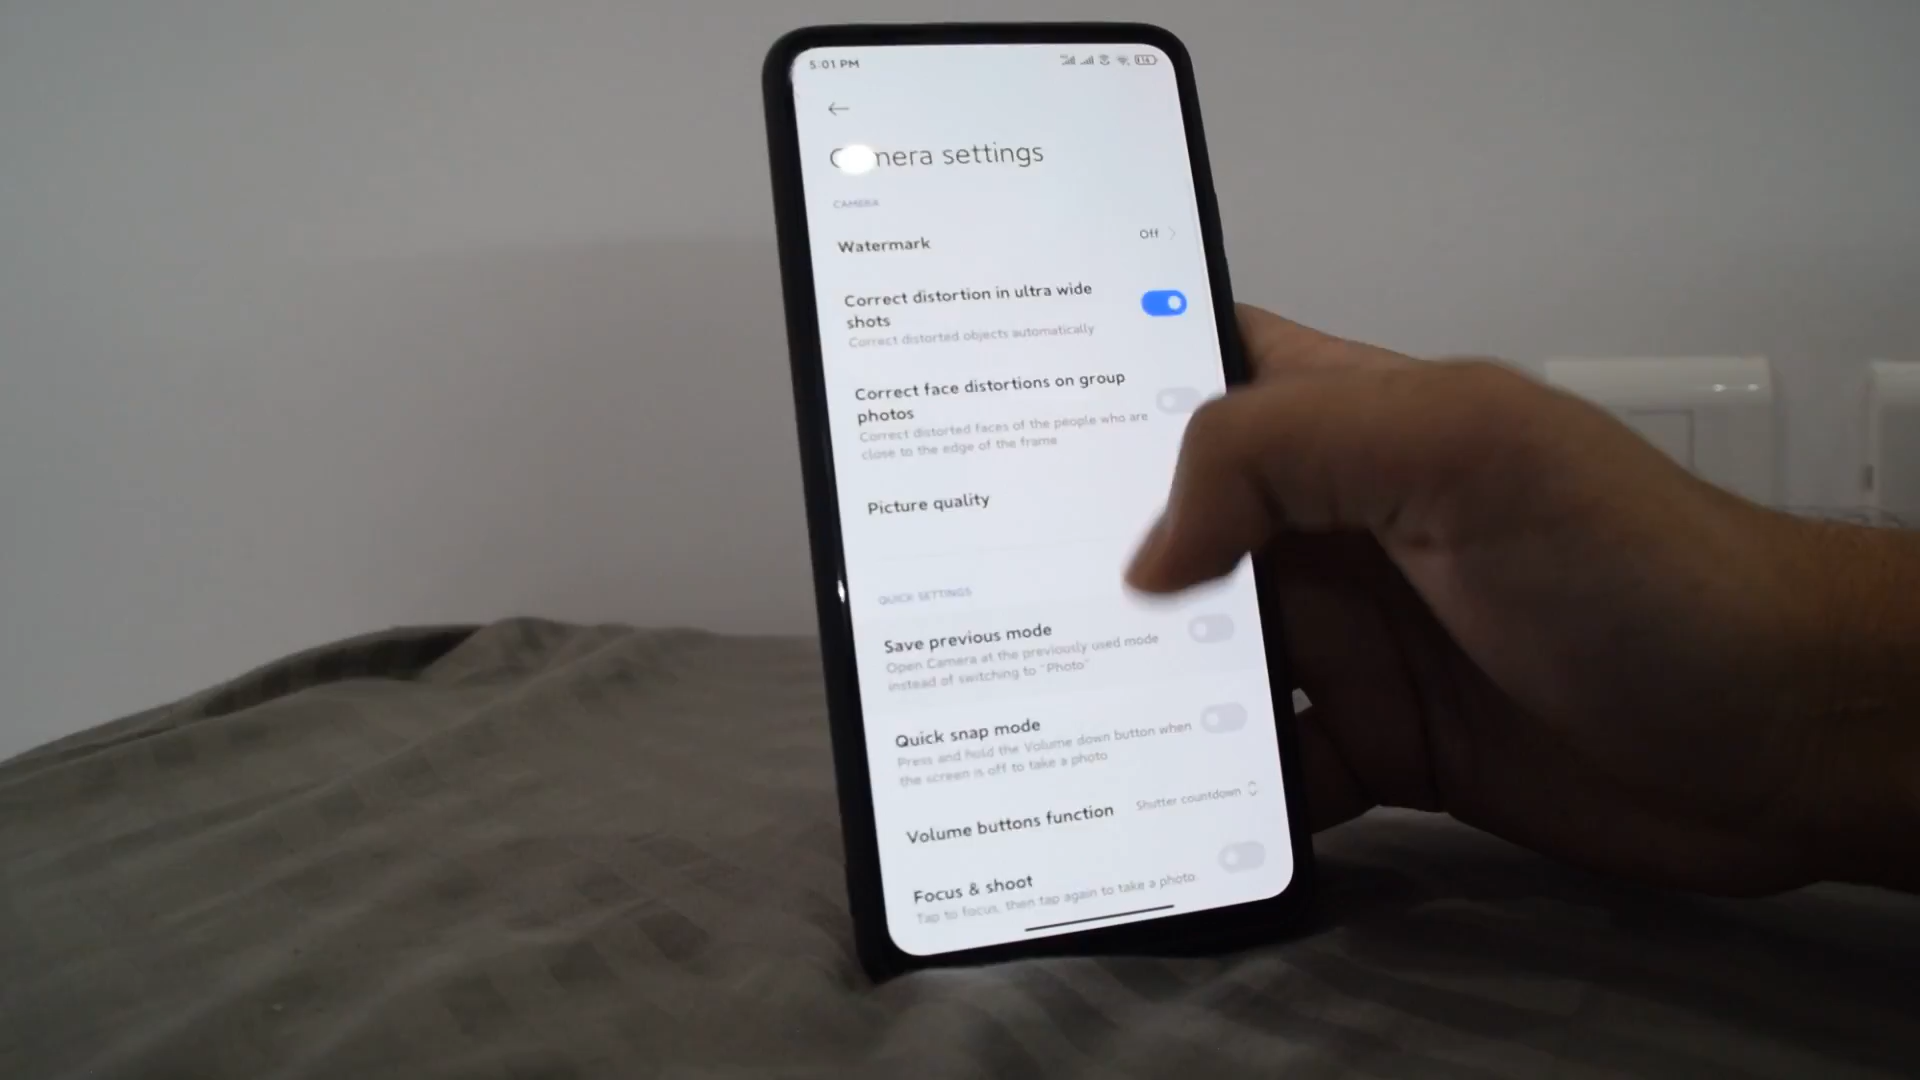 5:01 PM
Camera settings
CAMERA
Watermark Off
Correct distortion in ultra wide
shots
Correct distorted objects automatically
Correct face distortions on group
photos
Correct distorted faces of the people who are
close to the edge of the frame
Picture quality
QUICK SETTINGS
Save previous mode
Open Camera at the previously used mode
instead of switching to "Photo"
Quick snap mode
Press and hold the Volume down button when
the screen is off to take a photo
Volume buttons function Shutter countdown
Focus & shoot
Tap to focus, then tap again to take a photo